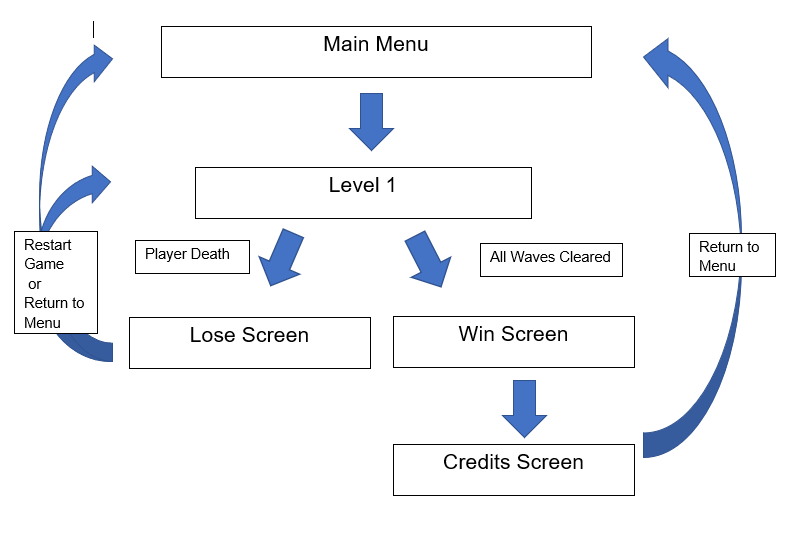 Main Menu
Level 1
Restart
Game
or
Return to
Menu
Player Death
All Waves Cleared
Return to
Menu
Lose Screen
Win Screen
Credits Screen